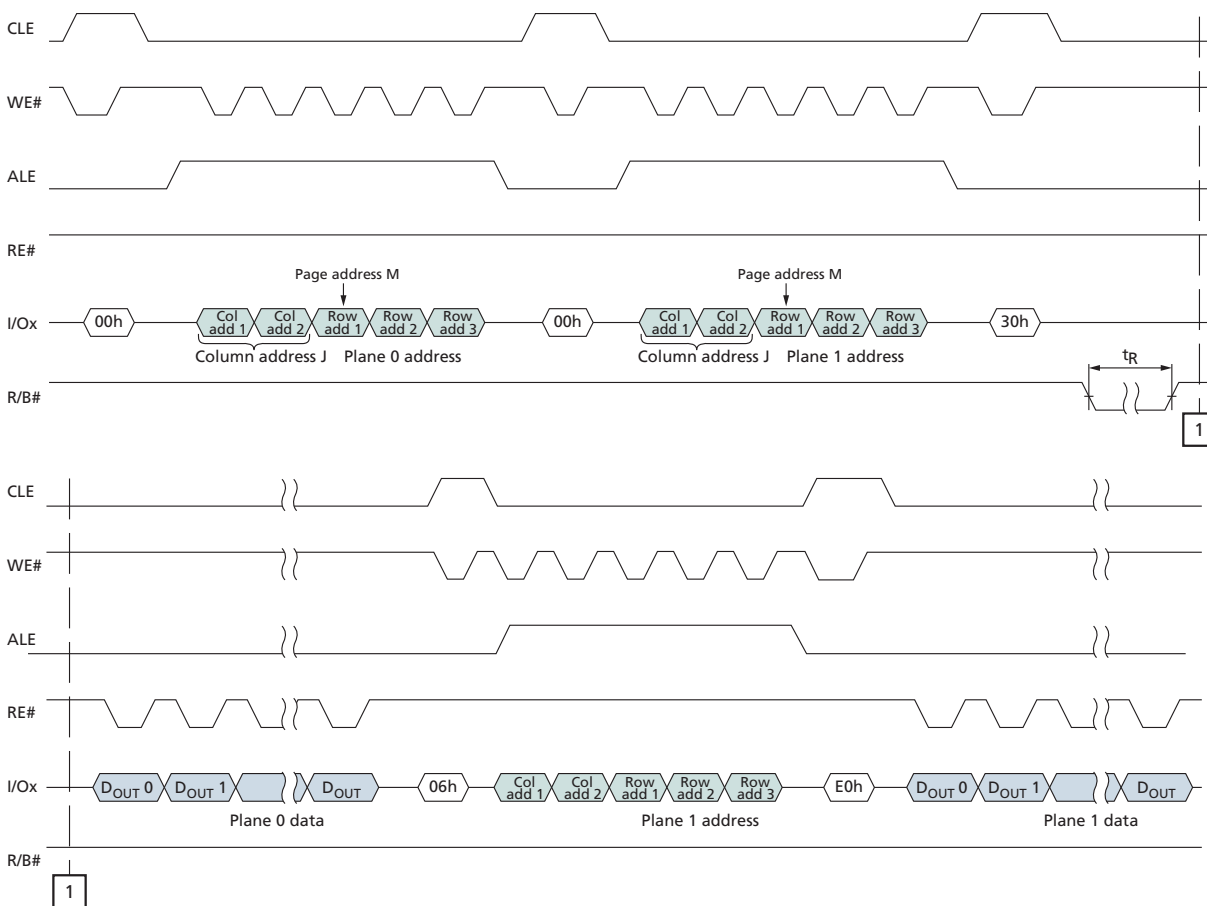 CLE
WE#
ALE
RE#
Page address M
Page address M
I/Ox
00h
Col add 1
Col add 2
Row add 1
Row add 2
Row add 3
00h
Col add 1
Col add 2
Row add 1
Row add 2
Row add 3
30h
Column address J
Plane 0 address
Column address J
Plane 1 address
tR
R/B#
1
CLE
WE#
ALE
RE#
I/Ox
DOUT 0
DOUT 1
DOUT
06h
Col add 1
Col add 2
Row add 1
Row add 2
Row add 3
E0h
DOUT 0
DOUT 1
DOUT
Plane 0 data
Plane 1 address
Plane 1 data
R/B#
1